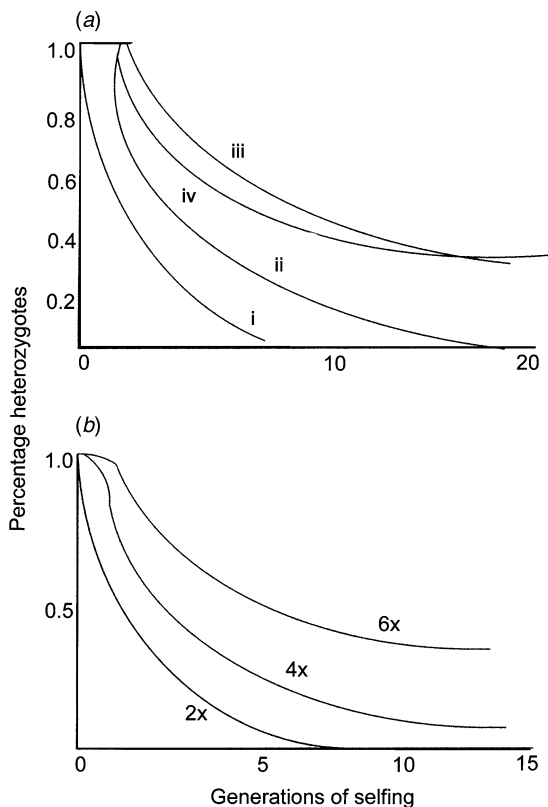 (a)
1.0
0.8
0.6
0.4
0.2
iii
iv
ii
i
0 10 20
Percentage heterozygotes
(b)
1.0
0.5
6x
4x
2x
0 5 10 15
Generations of selfing